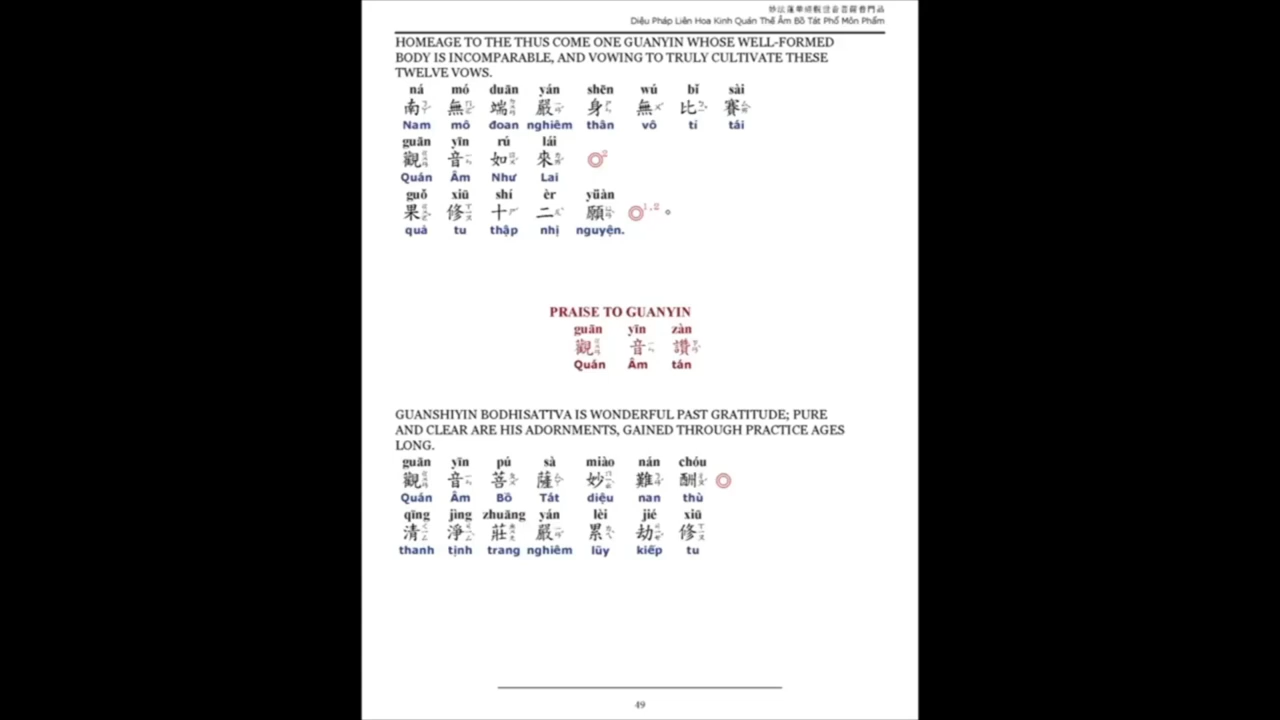 妙法蓮華經觀世音菩薩普門品
Diệu Pháp Liên Hoa Kinh Quán Thế Âm Bồ Tát Phổ Môn Phẩm
HOMEAGE TO THE THUS COME ONE GUANYIN WHOSE WELL-FORMED
BODY IS INCOMPARABLE, AND VOWING TO TRULY CULTIVATE THESE
TWELVE VOWS.
ná mó duān yán shēn wú bǐ sài
南 無 端 嚴 身 無 比 賽
Nam mô đoan nghiêm thân vô tỉ tái
guān yīn rú lái
觀 音 如 來 2
Quán Âm Như Lai
guǒ xiū shí èr yüàn
果 修 十 二 願 1,2 。
quả tu thập nhị nguyện.
PRAISE TO GUANYIN
guān yīn zàn
觀 音 讚
Quán Âm tán
GUANSHIYIN BODHISATTVA IS WONDERFUL PAST GRATITUDE; PURE
AND CLEAR ARE HIS ADORNMENTS, GAINED THROUGH PRACTICE AGES
LONG.
guān yīn pú sà miào nán chóu
觀 音 菩 薩 妙 難 酬
Quán Âm Bồ Tát diệu nan thù
qīng jìng zhuāng yán lèi jié xiū
清 淨 莊 嚴 累 劫 修
thanh tịnh trang nghiêm lũy kiếp tu
49